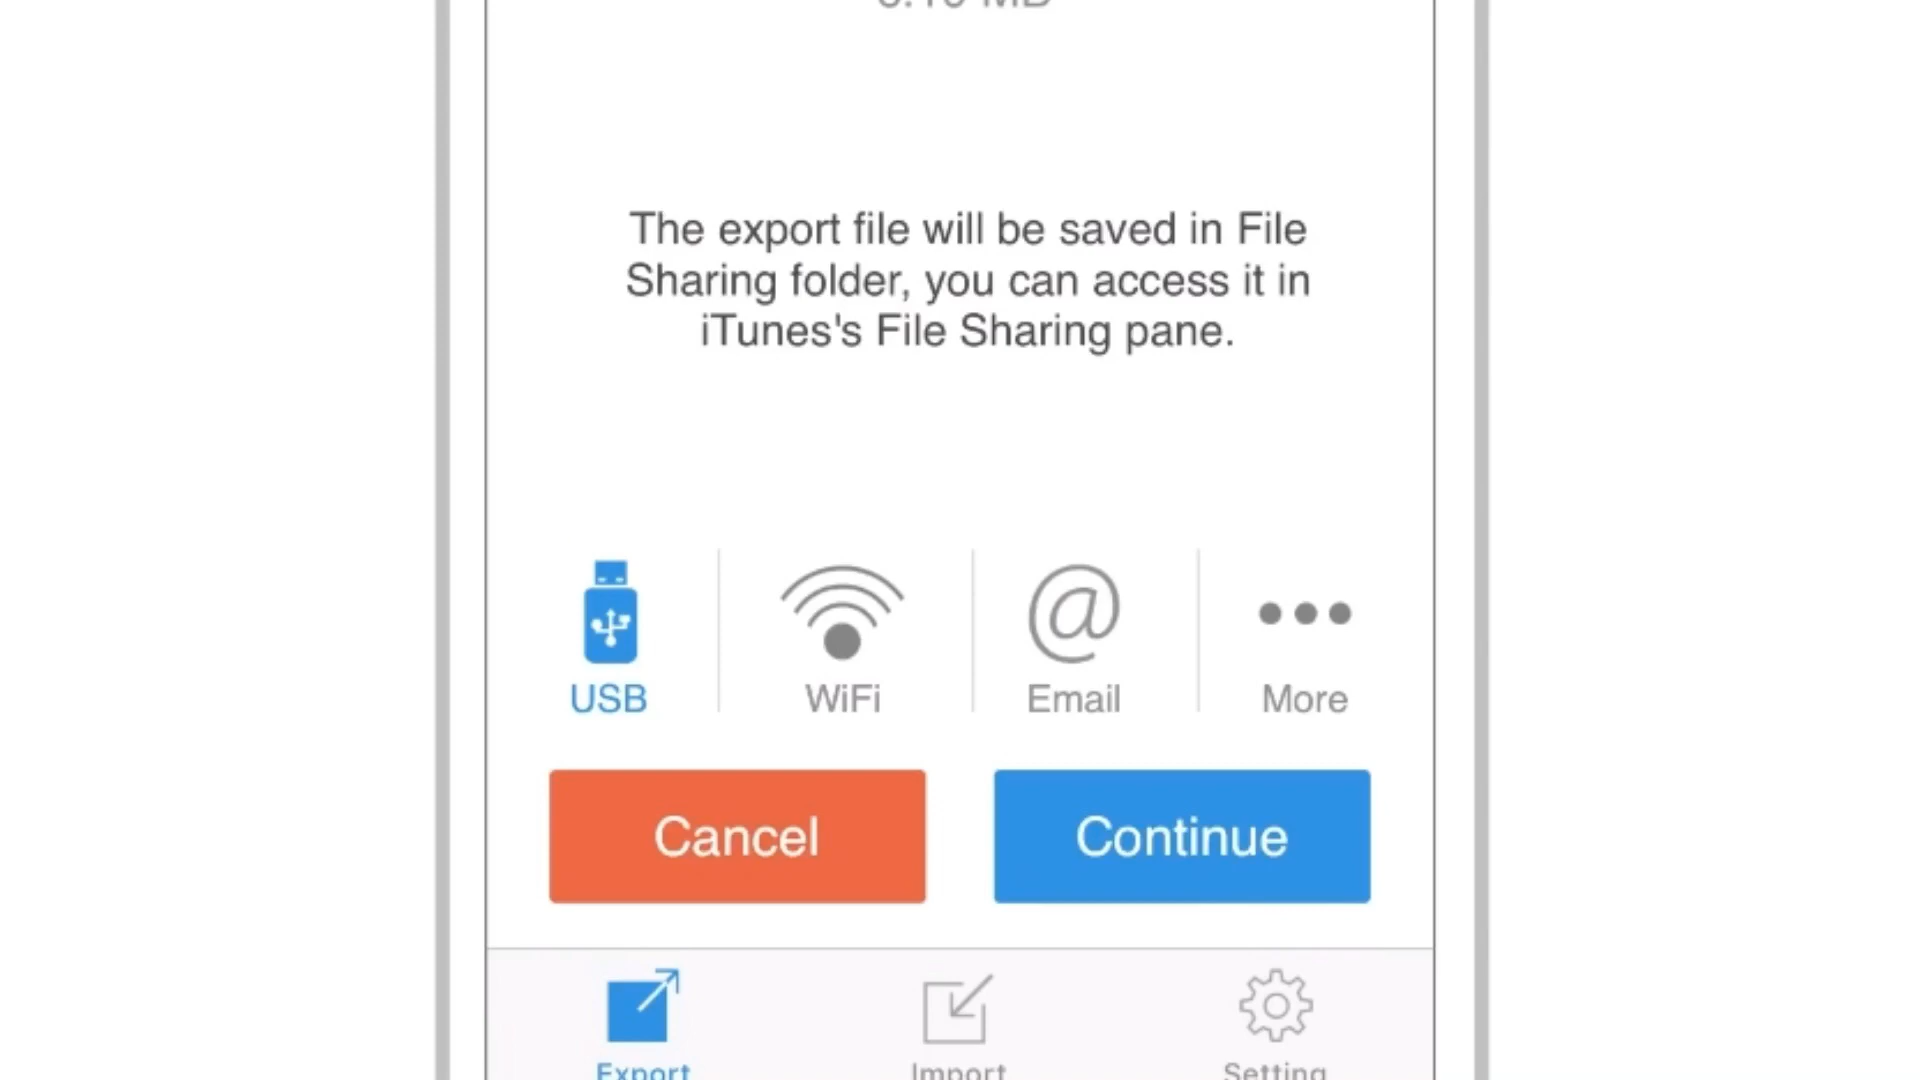 The export file will be saved in File
Sharing folder, you can access it in
iTunes's File Sharing pane.
USB
WiFi
Email
More
Cancel
Continue
Export
Import
Setting